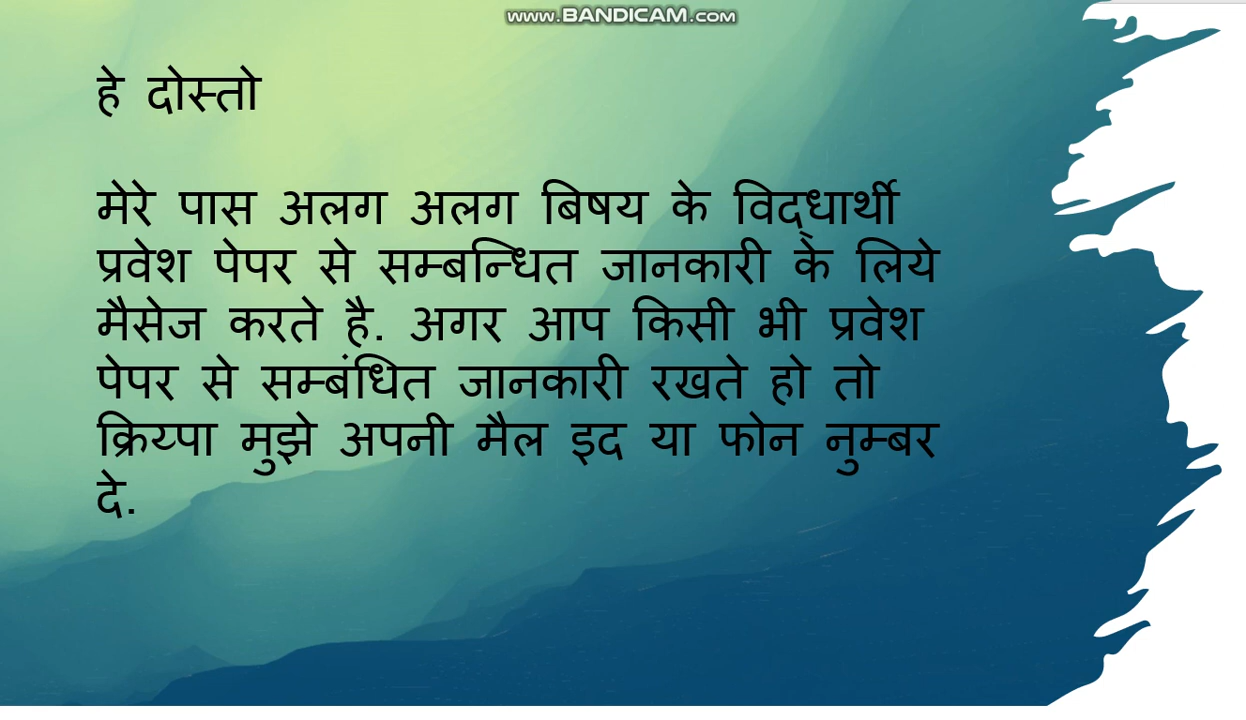 www.BANDICAM.com
हे दोस्तो
मेरे पास अलग अलग बिषय के विद्धार्थी
प्रवेश पेपर से सम्बन्धित जानकारी के लिये
मैसेज करते है. अगर आप किसी भी प्रवेश
पेपर से सम्बंधित जानकारी रखते हो तो
क्रिय्पा मुझे अपनी मैल इद या फोन नुम्बर
दे.